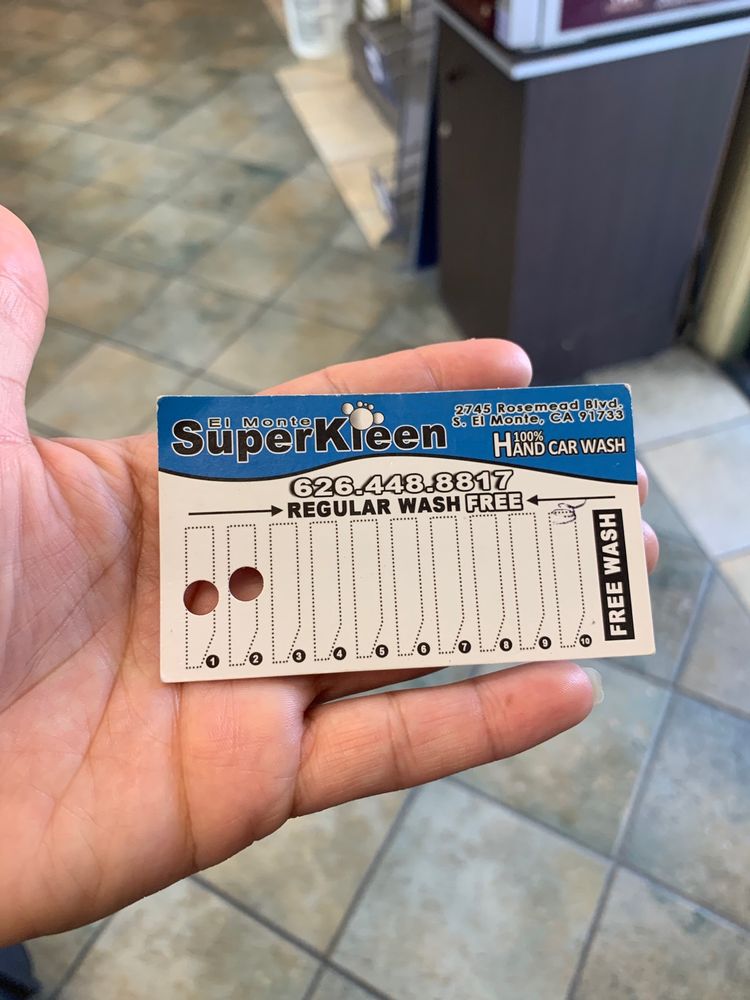 El Monte
SuperKleen
2745 Rosemead Blvd.
S. El Monte, CA 91733
100% HAND CAR WASH
626.448.8817
REGULAR WASH FREE
FREE WASH
1 2 3 4 5 6 7 8 9 10